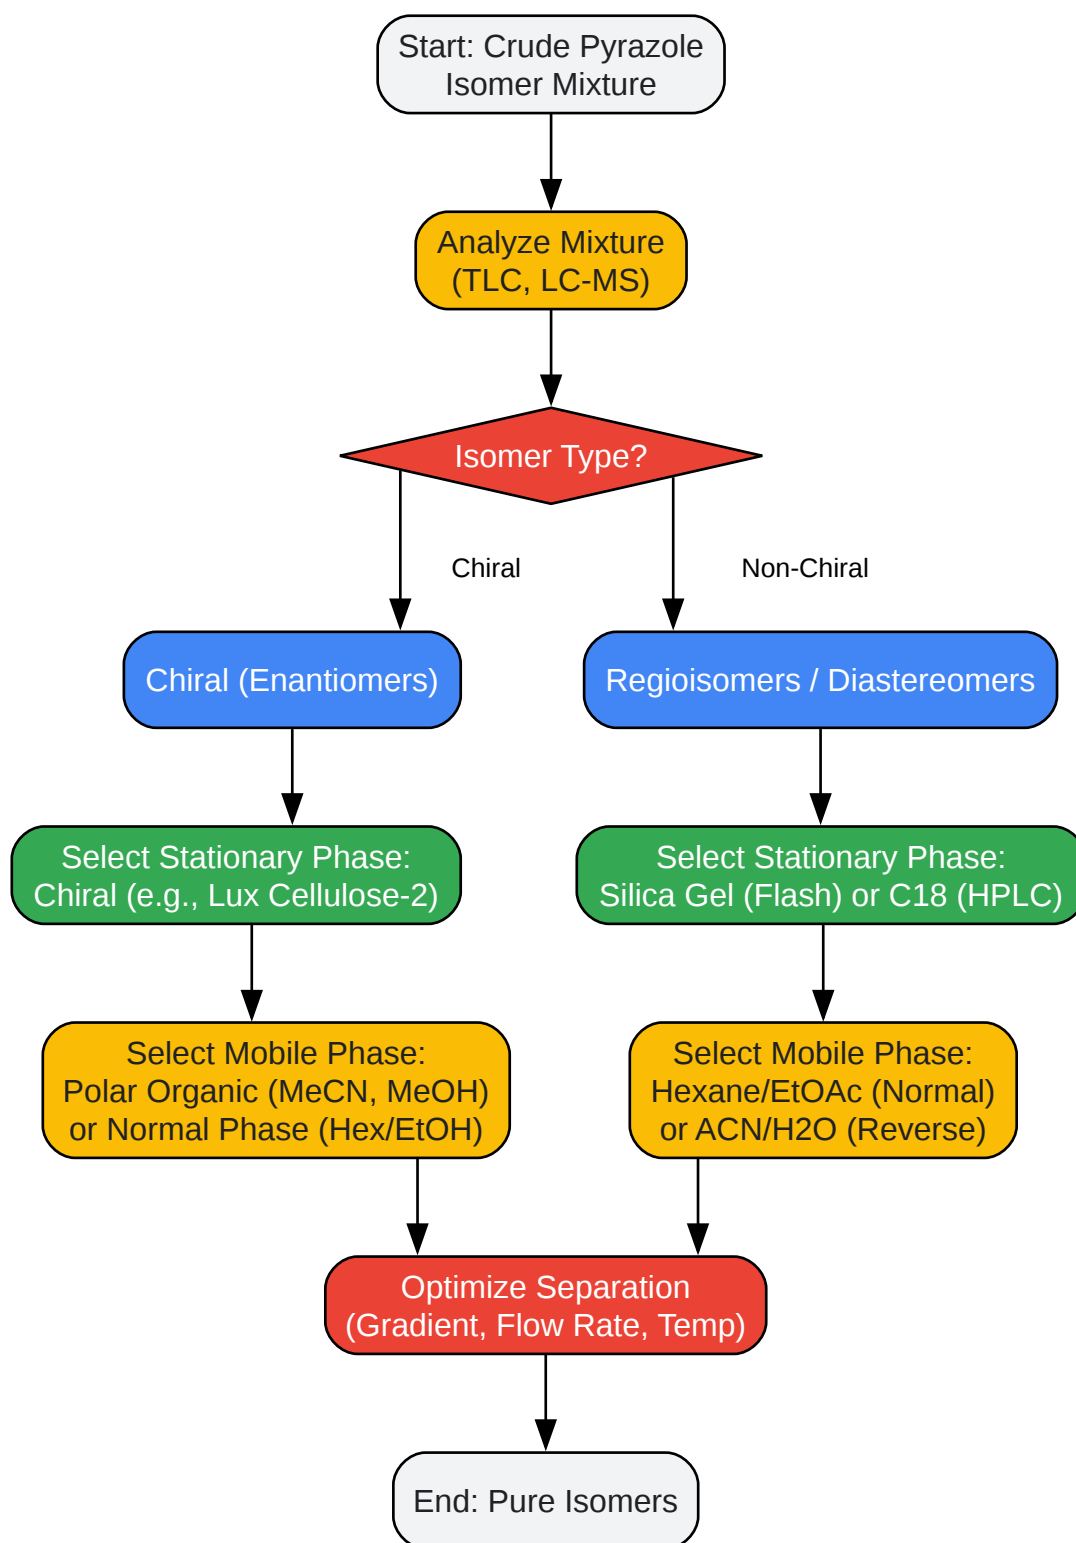 Start: Crude Pyrazole
Isomer Mixture
Analyze Mixture
(TLC, LC-MS)
Isomer Type?
Chiral
Non-Chiral
Chiral (Enantiomers)
Regioisomers / Diastereomers
Select Stationary Phase:
Chiral (e.g., Lux Cellulose-2)
Select Stationary Phase:
Silica Gel (Flash) or C18 (HPLC)
Select Mobile Phase:
Polar Organic (MeCN, MeOH)
or Normal Phase (Hex/EtOH)
Select Mobile Phase:
Hexane/EtOAc (Normal)
or ACN/H2O (Reverse)
Optimize Separation
(Gradient, Flow Rate, Temp)
End: Pure Isomers